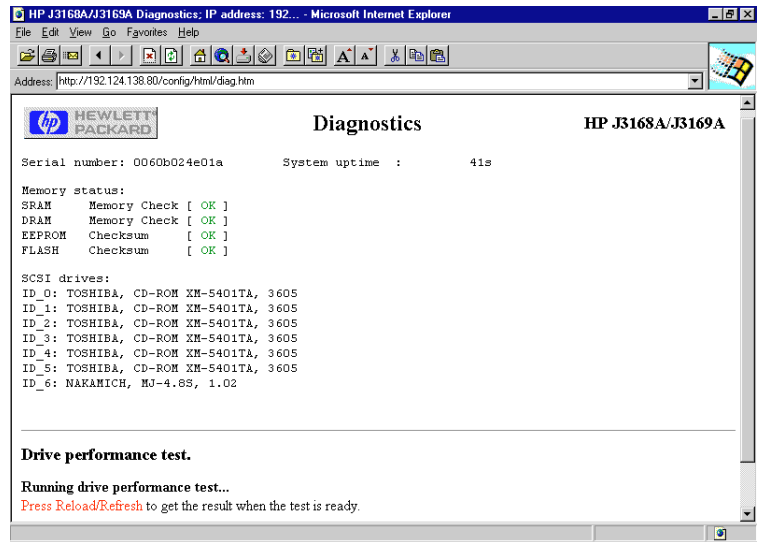 HP J3168A/J3169A Diagnostics; IP address: 192... - Microsoft Internet Explorer
File Edit View Go Favorites Help
Address: http://192.124.138.80/config/html/diag.htm
hp HEWLETT® PACKARD
Diagnostics
HP J3168A/J3169A
Serial number: 0060b024e01a System uptime : 41s
Memory status:
SRAM Memory Check [ OK ]
DRAM Memory Check [ OK ]
EEPROM Checksum [ OK ]
FLASH Checksum [ OK ]
SCSI drives:
ID_0: TOSHIBA, CD-ROM XM-5401TA, 3605
ID_1: TOSHIBA, CD-ROM XM-5401TA, 3605
ID_2: TOSHIBA, CD-ROM XM-5401TA, 3605
ID_3: TOSHIBA, CD-ROM XM-5401TA, 3605
ID_4: TOSHIBA, CD-ROM XM-5401TA, 3605
ID_5: TOSHIBA, CD-ROM XM-5401TA, 3605
ID_6: NAKAMICH, MJ-4.8S, 1.02
Drive performance test.
Running drive performance test...
Press Reload/Refresh to get the result when the test is ready.